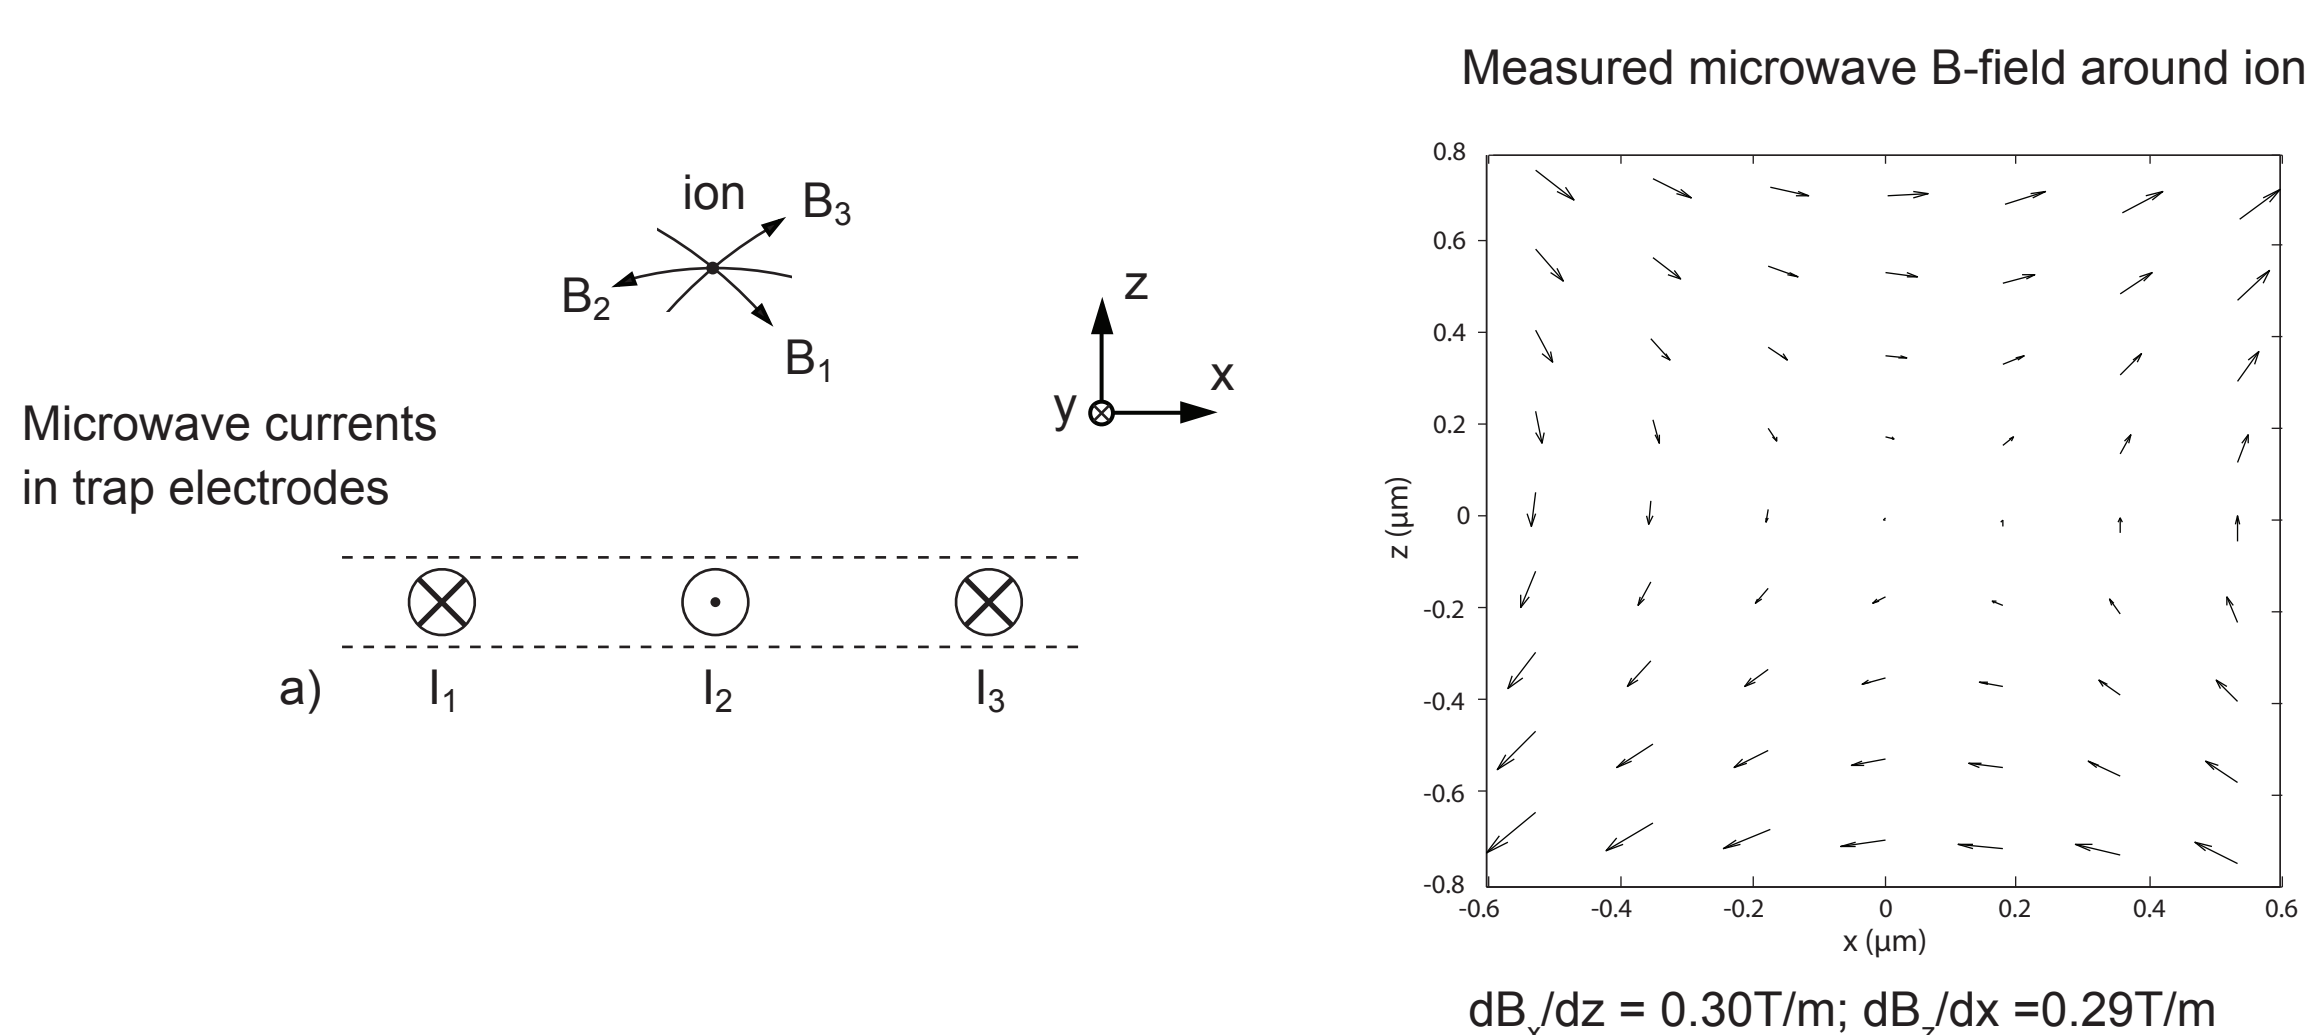 Measured microwave B-field around ion
ion
B₃
B₂
B₁
z
x
y
Microwave currents
in trap electrodes
a)
I₁
I₂
I₃
0.8
0.6
0.4
0.2
0
-0.2
-0.4
-0.6
-0.8
z (μm)
-0.6 -0.4 -0.2 0 0.2 0.4 0.6
x (μm)
dBₓ/dz = 0.30T/m; dB_z/dx =0.29T/m